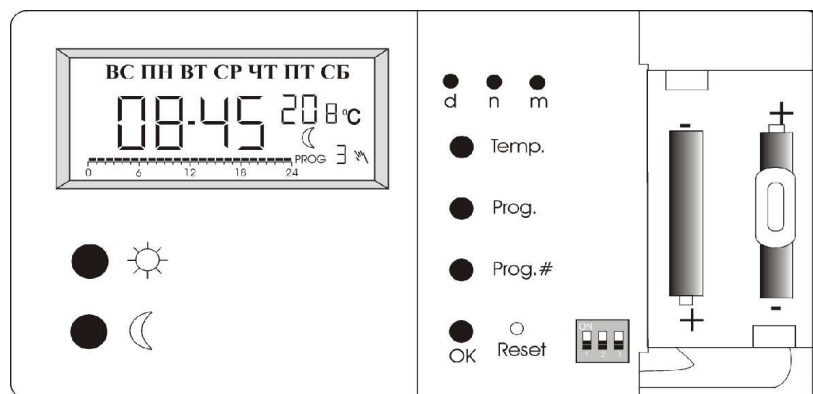 ВС ПН ВТ СР ЧТ ПТ СБ
08-45 20 8 °C
PROG 3
0 6 12 18 24
d n m
Temp.
Prog.
Prog.#
OK Reset
ON
1 2 3
- +
+ -